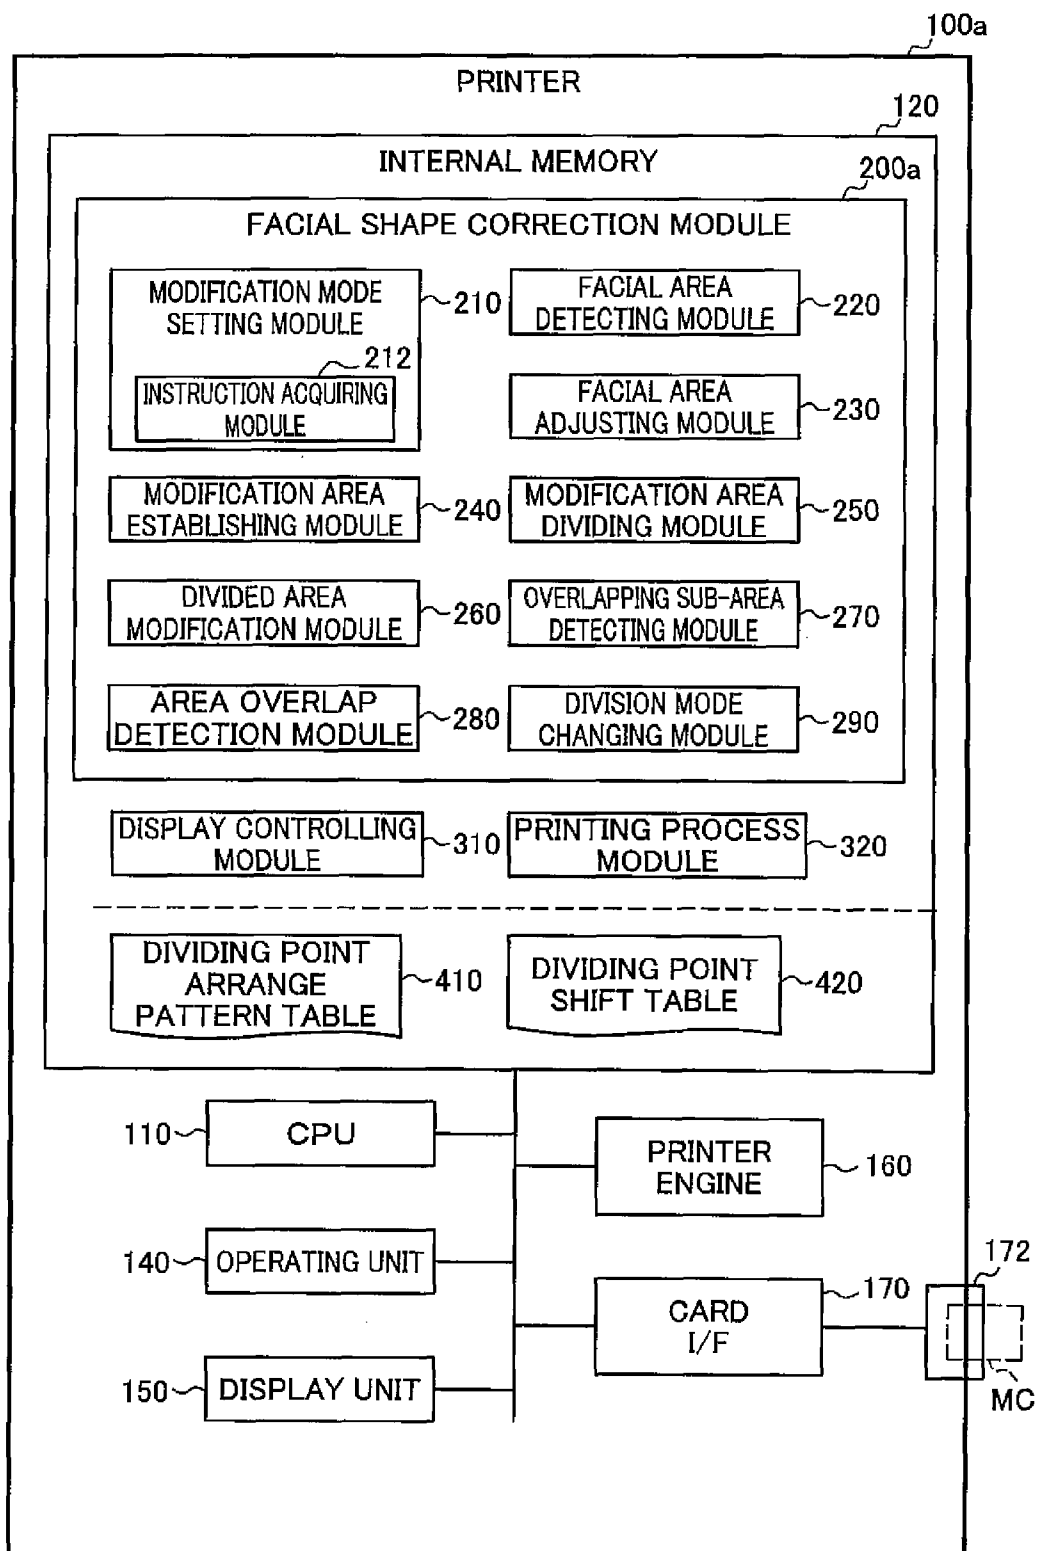 100a
PRINTER
120
INTERNAL MEMORY
200a
FACIAL SHAPE CORRECTION MODULE
MODIFICATION MODE
SETTING MODULE
210
212
INSTRUCTION ACQUIRING
MODULE
FACIAL AREA
DETECTING MODULE
220
FACIAL AREA
ADJUSTING MODULE
230
MODIFICATION AREA
ESTABLISHING MODULE
240
MODIFICATION AREA
DIVIDING MODULE
250
DIVIDED AREA
MODIFICATION MODULE
260
OVERLAPPING SUB-AREA
DETECTING MODULE
270
AREA OVERLAP
DETECTION MODULE
280
DIVISION MODE
CHANGING MODULE
290
DISPLAY CONTROLLING
MODULE
310
PRINTING PROCESS
MODULE
320
DIVIDING POINT
ARRANGE
PATTERN TABLE
410
DIVIDING POINT
SHIFT TABLE
420
110
CPU
PRINTER
ENGINE
160
140
OPERATING UNIT
CARD
I/F
170
172
MC
150
DISPLAY UNIT